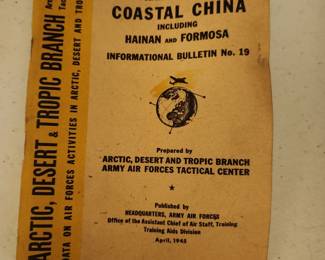 COASTAL CHINA
INCLUDING
HAINAN AND FORMOSA
INFORMATIONAL BULLETIN No. 19
Prepared by
ARCTIC, DESERT AND TROPIC BRANCH
ARMY AIR FORCES TACTICAL CENTER
Published by
HEADQUARTERS, ARMY AIR FORCES
Office of the Assistant Chief of Air Staff, Training
Training Aids Division
April, 1945
ARCTIC, DESERT & TROPIC BRANCH
DATA ON AIR FORCES ACTIVITIES IN ARCTIC, DESERT AND TRO